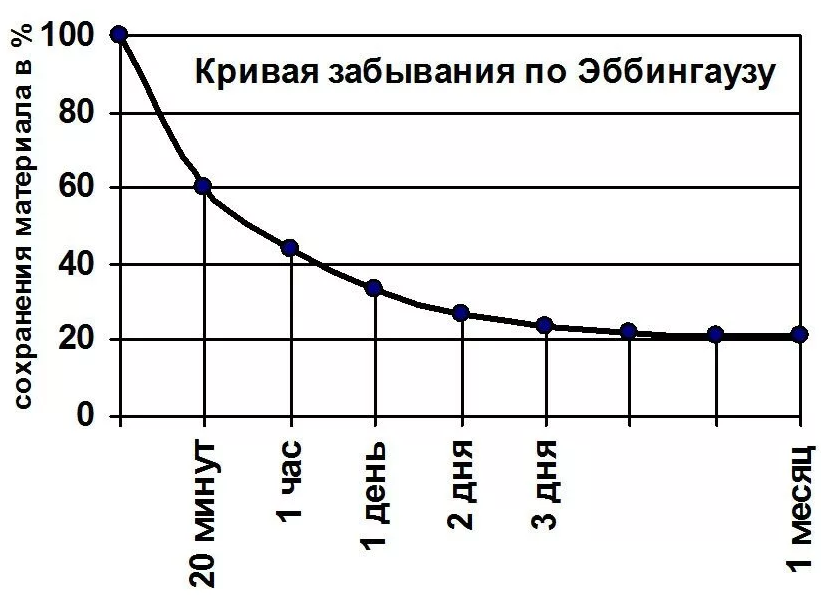 Кривая забывания по Эббингаузу
сохранения материала в %
100
80
60
40
20
0
20 минут
1 час
1 день
2 дня
3 дня
1 месяц